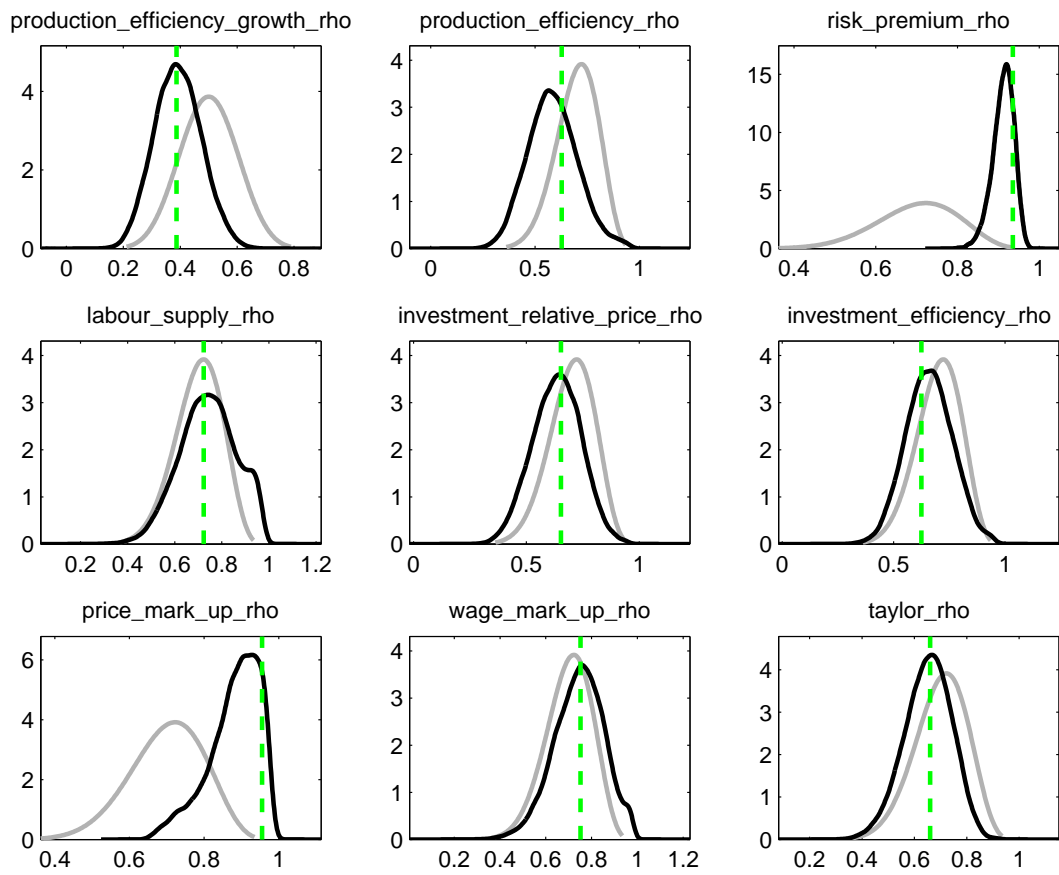 production_efficiency_growth_rho
production_efficiency_rho
risk_premium_rho
4
2
0
0 0.2 0.4 0.6 0.8
4
3
2
1
0
0 0.5 1
15
10
5
0
0.4 0.6 0.8 1
labour_supply_rho
investment_relative_price_rho
investment_efficiency_rho
4
3
2
1
0
0.2 0.4 0.6 0.8 1 1.2
4
3
2
1
0
0 0.5 1
4
3
2
1
0
0 0.5 1
price_mark_up_rho
wage_mark_up_rho
taylor_rho
6
4
2
0
0.4 0.6 0.8 1
4
3
2
1
0
0.2 0.4 0.6 0.8 1 1.2
4
3
2
1
0
0.2 0.4 0.6 0.8 1